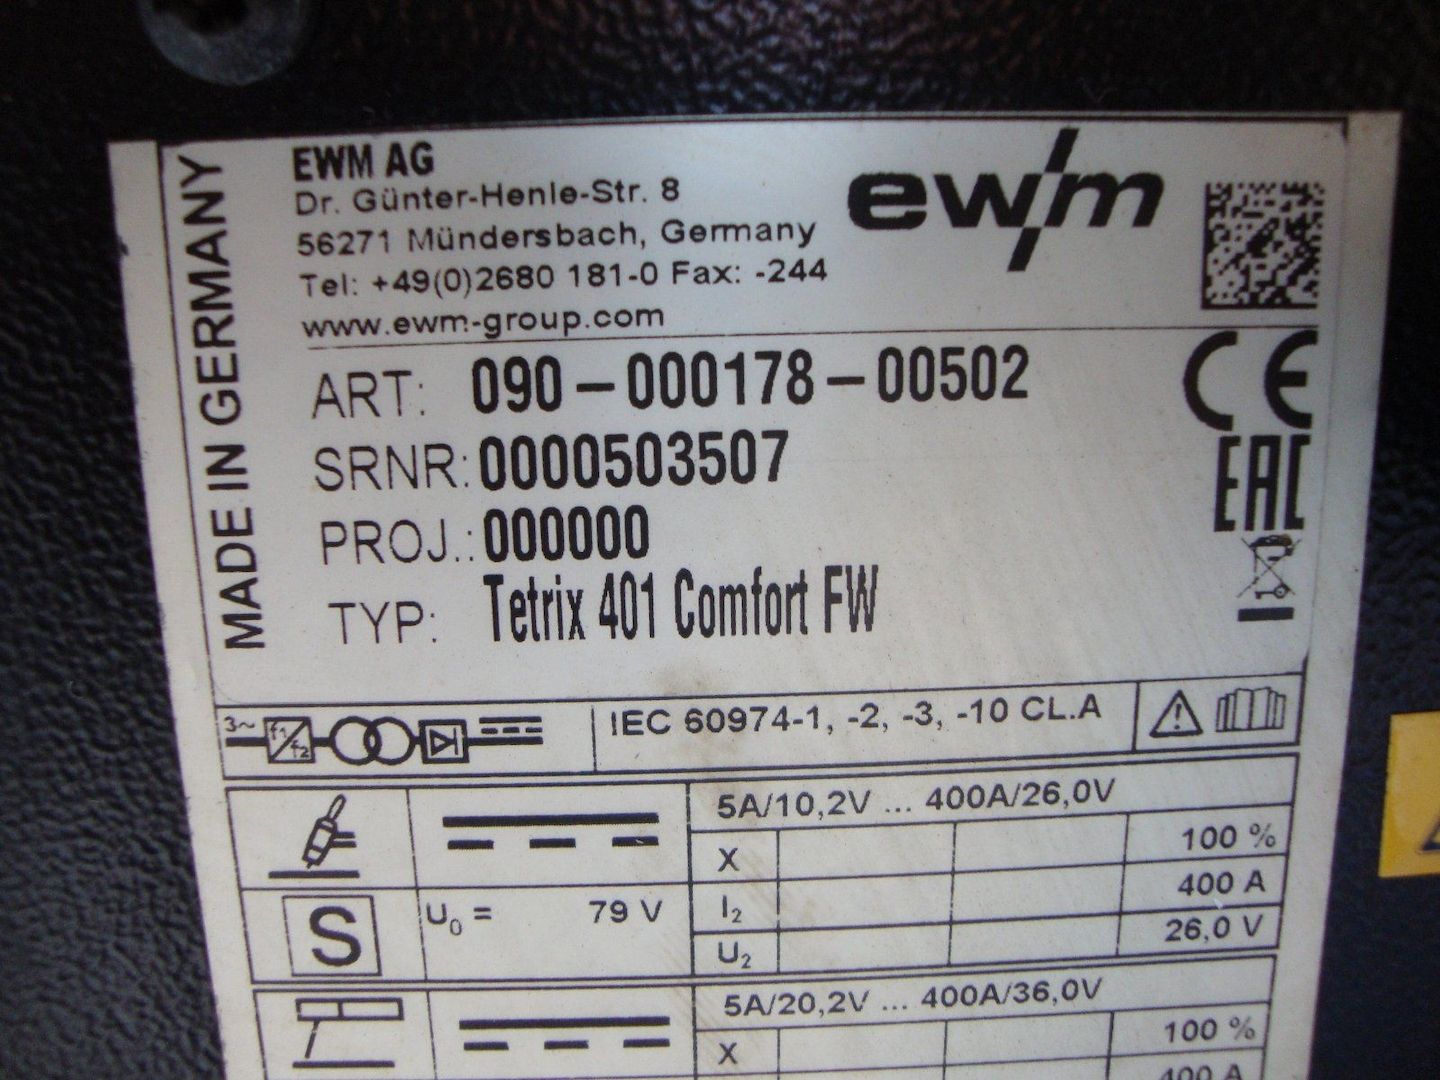 MADE IN GERMANY
EWM AG
Dr. Günter-Henle-Str. 8
56271 Mündersbach, Germany
Tel: +49(0)2680 181-0 Fax: -244
www.ewm-group.com
ewm
ART: 090-000178-00502
CE
SRNR: 0000503507
EAC
PROJ.: 000000
TYP: Tetrix 401 Comfort FW
3~ f1/f2
IEC 60974-1, -2, -3, -10 CL.A
5A/10,2V ... 400A/26,0V
X 100 %
S
U0 = 79 V
I2 400 A
U2 26,0 V
5A/20,2V ... 400A/36,0V
X 100 %
400 A